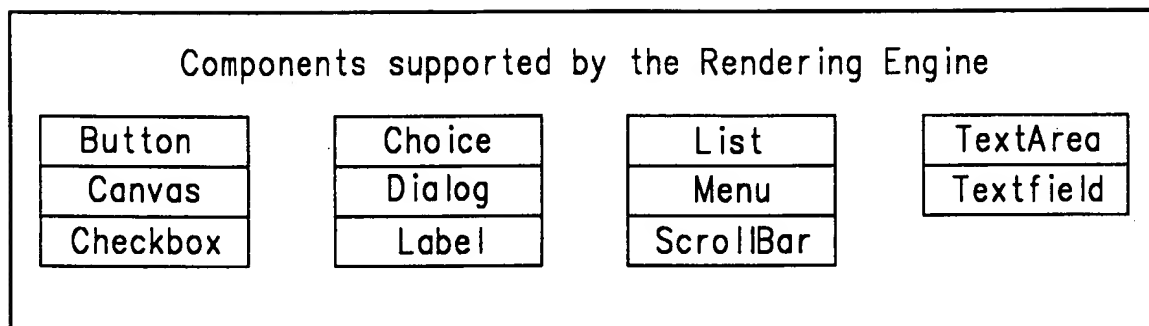 Components supported by the Rendering Engine
Button
Canvas
Checkbox
Choice
Dialog
Label
List
Menu
ScrollBar
TextArea
Textfield